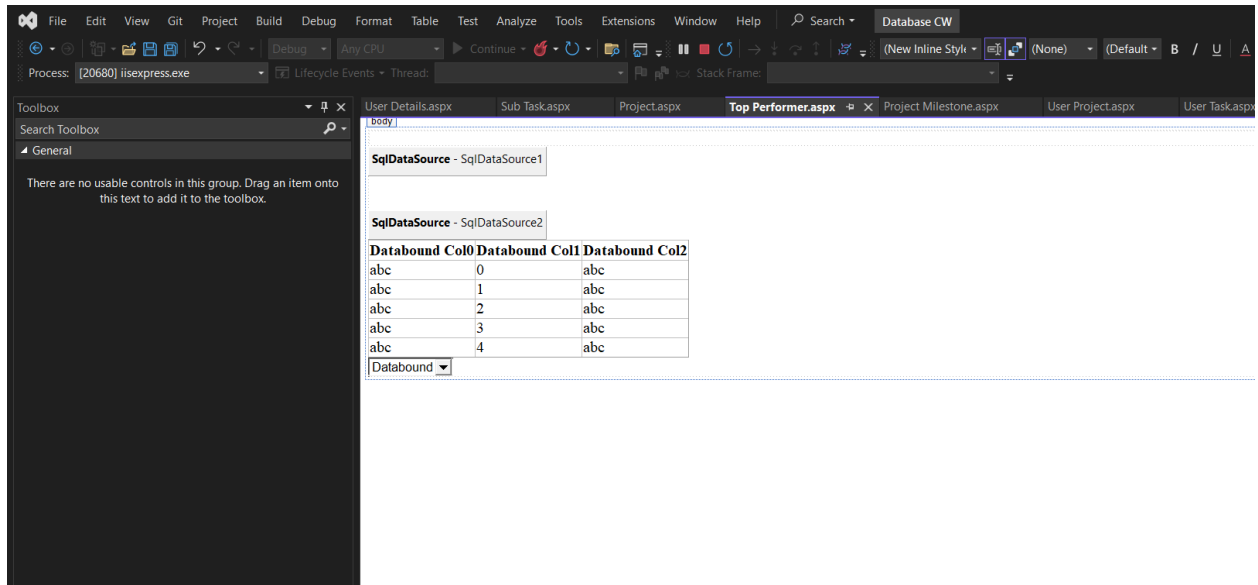 File Edit View Git Project Build Debug Format Table Test Analyze Tools Extensions Window Help Search Database CW
Debug Any CPU Continue (New Inline Style (None) (Default B I U A
Process: [20680] iisexpress.exe Lifecycle Events Thread: Stack Frame:
Toolbox
User Details.aspx Sub Task.aspx Project.aspx Top Performer.aspx Project Milestone.aspx User Project.aspx User Task.aspx
Search Toolbox
body
General
There are no usable controls in this group. Drag an item onto
this text to add it to the toolbox.
SqlDataSource - SqlDataSource1
SqlDataSource - SqlDataSource2
Databound Col0 Databound Col1 Databound Col2
abc 0 abc
abc 1 abc
abc 2 abc
abc 3 abc
abc 4 abc
Databound